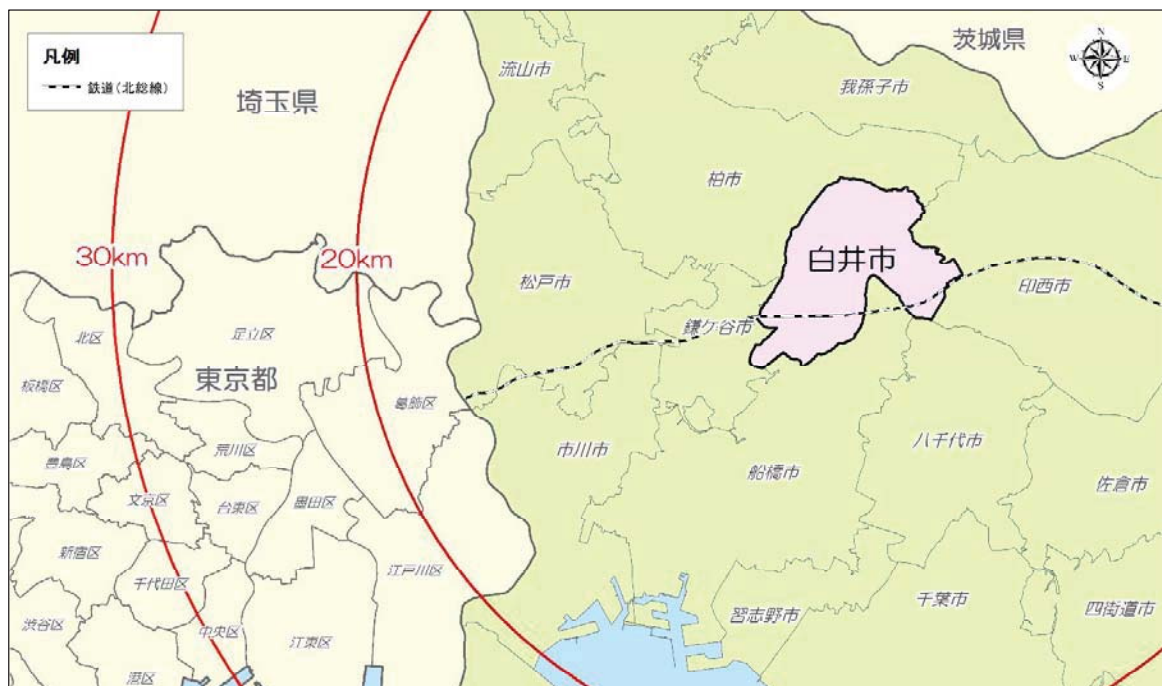 凡例
鉄道(北総線)
茨城県
N
W
E
S
流山市
我孫子市
埼玉県
柏市
白井市
30km
20km
松戸市
印西市
鎌ケ谷市
北区
足立区
東京都
板橋区
葛飾区
荒川区
市川市
船橋市
八千代市
豊島区
文京区
台東区
墨田区
佐倉市
新宿区
千代田区
江戸川区
渋谷区
中央区
江東区
習志野市
千葉市
四街道市
港区